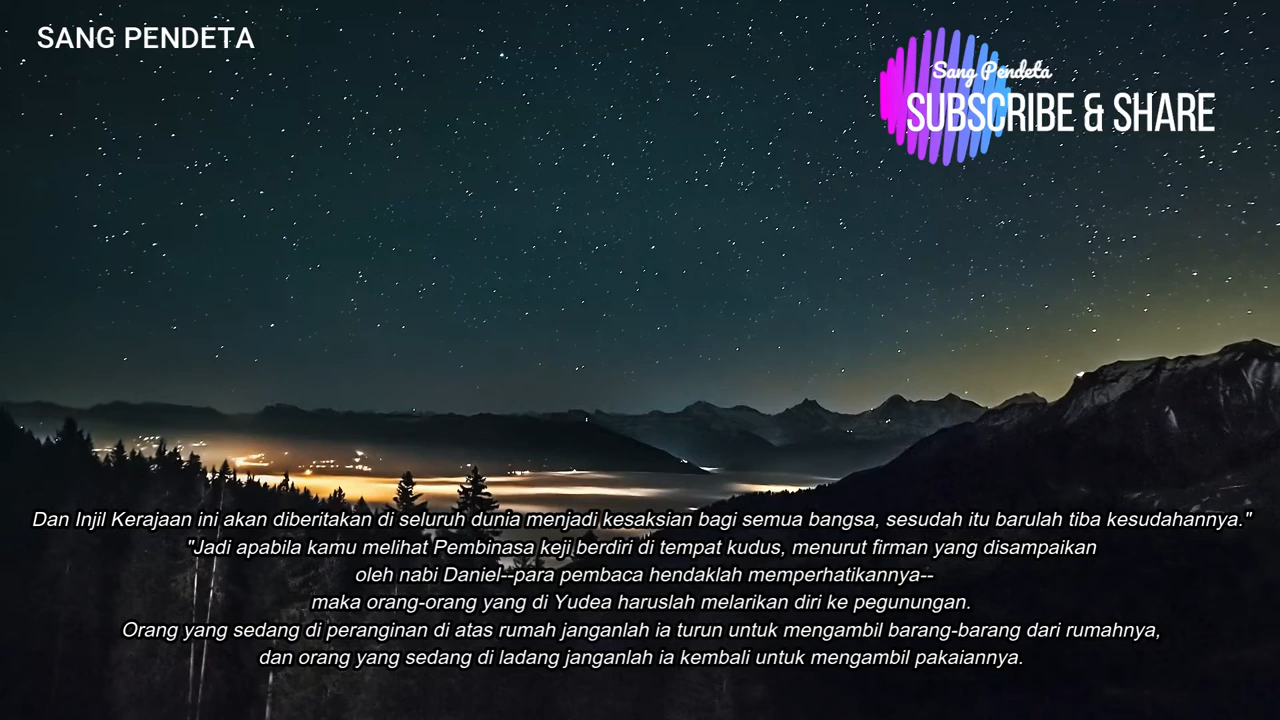 SANG PENDETA
Sang Pendeta
SUBSCRIBE & SHARE
Dan Injil Kerajaan ini akan diberitakan di seluruh dunia menjadi kesaksian bagi semua bangsa, sesudah itu barulah tiba kesudahannya."
"Jadi apabila kamu melihat Pembinasa keji berdiri di tempat kudus, menurut firman yang disampaikan
oleh nabi Daniel--para pembaca hendaklah memperhatikannya--
maka orang-orang yang di Yudea haruslah melarikan diri ke pegunungan.
Orang yang sedang di peranginan di atas rumah janganlah ia turun untuk mengambil barang-barang dari rumahnya,
dan orang yang sedang di ladang janganlah ia kembali untuk mengambil pakaiannya.